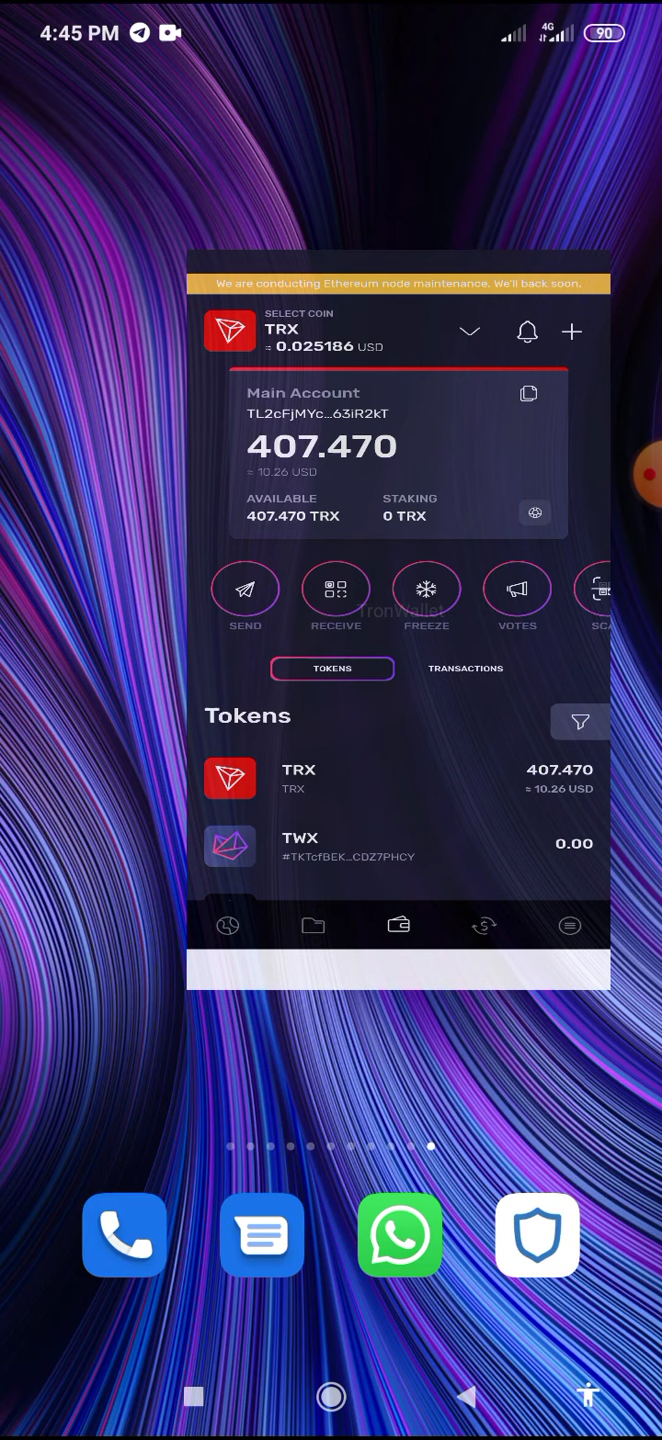 4:45 PM
4G
90
We are conducting Ethereum node maintenance. We'll back soon.
SELECT COIN
TRX
≈ 0.025186 USD
Main Account
TL2cFjMYc...63iR2kT
407.470
≈ 10.26 USD
AVAILABLE STAKING
407.470 TRX 0 TRX
TronWallet
SEND RECEIVE FREEZE VOTES SCA
TOKENS TRANSACTIONS
Tokens
TRX 407.470
TRX ≈ 10.26 USD
TWX 0.00
#TKTcfBEK...CDZ7PHCY